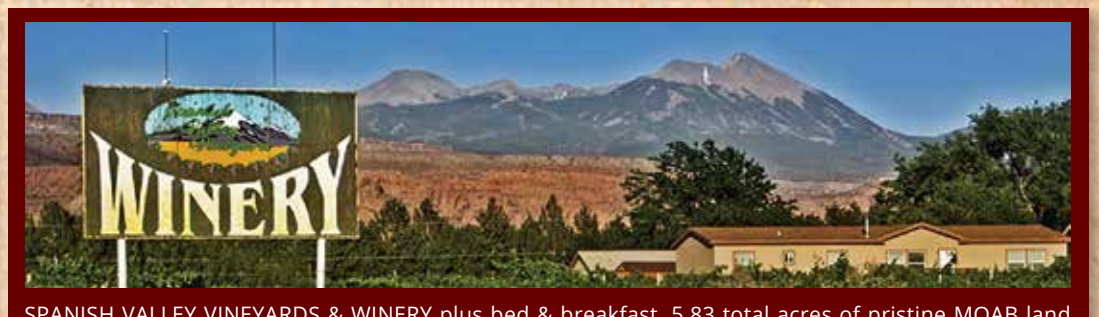 WINERY
SPANISH VALLEY VINEYARDS & WINERY plus bed & breakfast. 5.83 total acres of pristine MOAB land